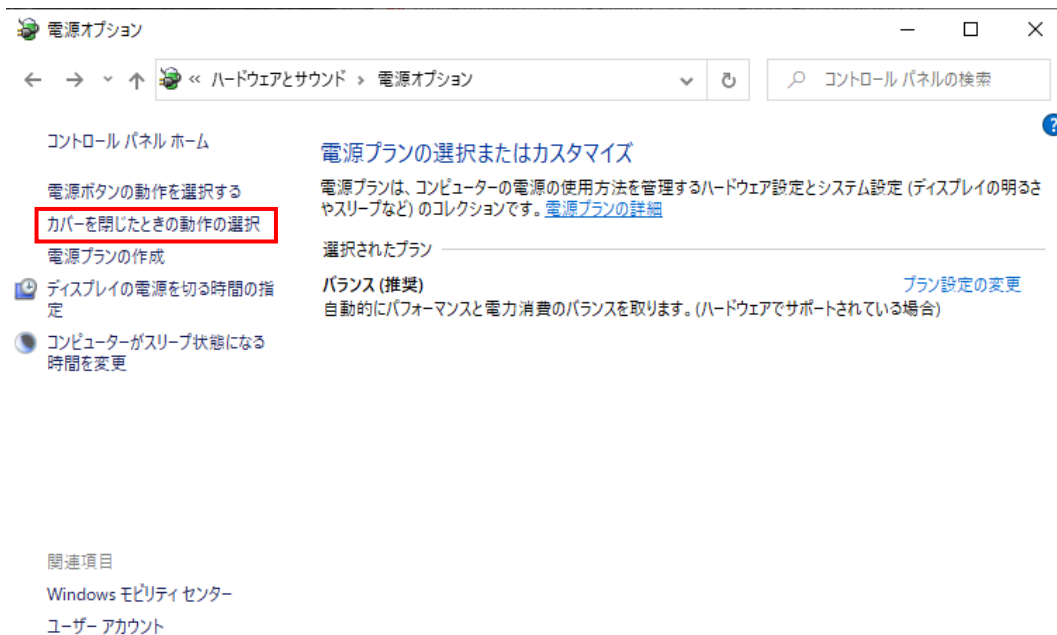 電源オプション
« ハードウェアとサウンド › 電源オプション
コントロール パネルの検索
コントロール パネル ホーム
電源ボタンの動作を選択する
カバーを閉じたときの動作の選択
電源プランの作成
ディスプレイの電源を切る時間の指
定
コンピューターがスリープ状態になる
時間を変更
?
電源プランの選択またはカスタマイズ
電源プランは、コンピューターの電源の使用方法を管理するハードウェア設定とシステム設定 (ディスプレイの明るさ
やスリープなど) のコレクションです。電源プランの詳細
選択されたプラン
バランス (推奨)
プラン設定の変更
自動的にパフォーマンスと電力消費のバランスを取ります。(ハードウェアでサポートされている場合)
関連項目
Windows モビリティ センター
ユーザー アカウント